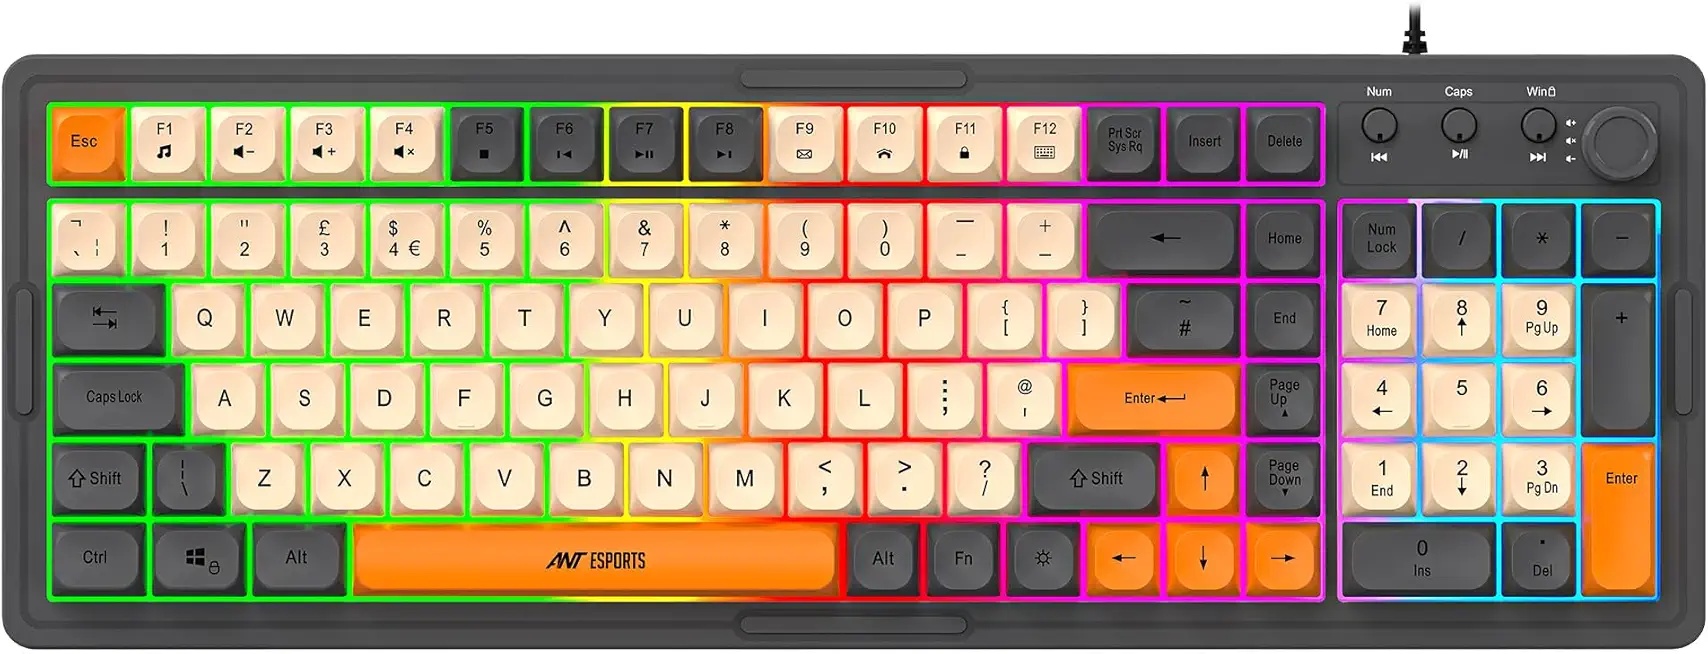 Num Caps Win
Esc F1 F2 F3 F4 F5 F6 F7 F8 F9 F10 F11 F12 Prt Scr Sys Rq Insert Delete
¬ ` ¦ ! 1 " 2 £ 3 $ 4 € % 5 ^ 6 & 7 * 8 ( 9 ) 0 — _ + — ← Home Num Lock / * -
Q W E R T Y U I O P { [ } ] ~ # End 7 Home 8 ↑ 9 Pg Up +
Caps Lock A S D F G H J K L : ; @ ' Enter Page Up ▲ 4 ← 5 6 →
Shift \ Z X C V B N M < , > . ? / Shift ↑ Page Down ▼ 1 End 2 ↓ 3 Pg Dn Enter
Ctrl Alt ANT ESPORTS Alt Fn ← ↓ → 0 Ins . Del